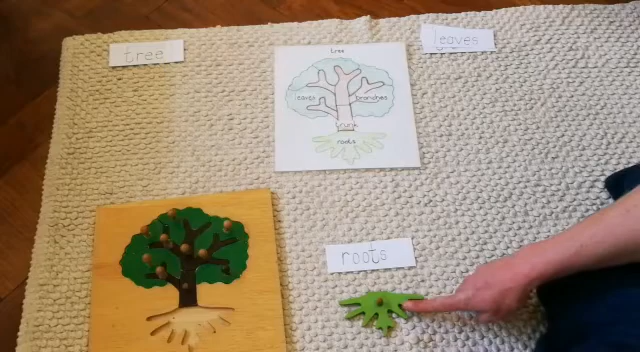 tree
leaves
tree
leaves
branches
trunk
roots
roots